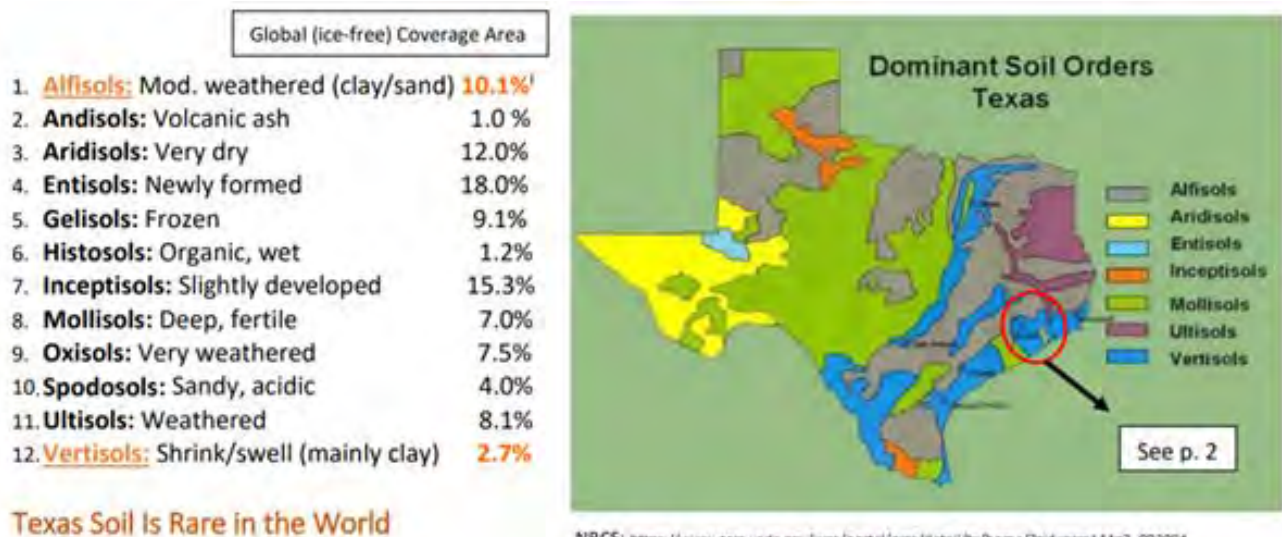 Global (ice-free) Coverage Area
1. Alfisols: Mod. weathered (clay/sand) 10.1%
2. Andisols: Volcanic ash 1.0 %
3. Aridisols: Very dry 12.0%
4. Entisols: Newly formed 18.0%
5. Gelisols: Frozen 9.1%
6. Histosols: Organic, wet 1.2%
7. Inceptisols: Slightly developed 15.3%
8. Mollisols: Deep, fertile 7.0%
9. Oxisols: Very weathered 7.5%
10. Spodosols: Sandy, acidic 4.0%
11. Ultisols: Weathered 8.1%
12. Vertisols: Shrink/swell (mainly clay) 2.7%
Texas Soil Is Rare in the World
Dominant Soil Orders
Texas
Alfisols
Aridisols
Entisols
Inceptisols
Mollisols
Ultisols
Vertisols
See p. 2
NRCS: